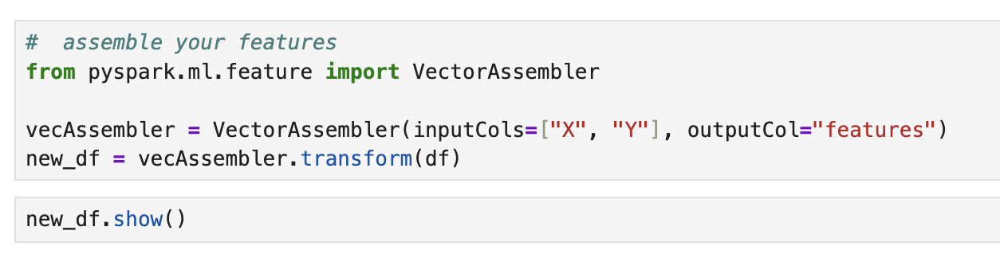 #  assemble your features
from pyspark.ml.feature import VectorAssembler
vecAssembler = VectorAssembler(inputCols=["X", "Y"], outputCol="features")
new_df = vecAssembler.transform(df)
new_df.show()